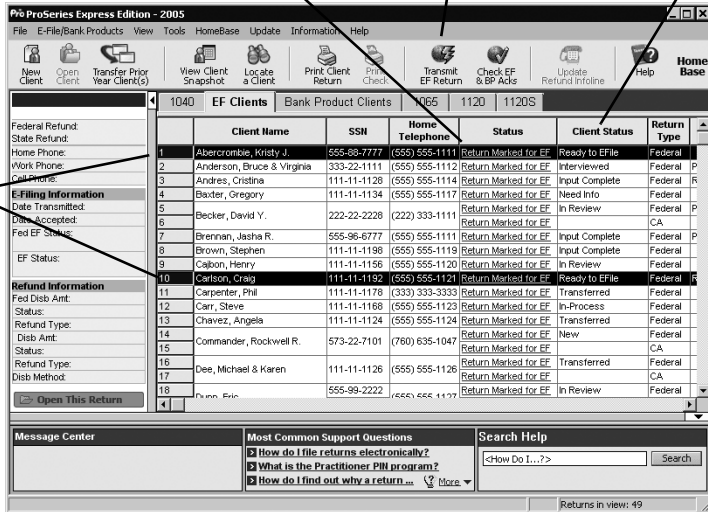 ProSeries Express Edition - 2005
File E-File/Bank Products View Tools HomeBase Update Information Help
New Client
Open Client
Transfer Prior Year Client(s)
View Client Snapshot
Locate a Client
Print Client Return
Print Check
Transmit EF Return
Check EF & BP Acks
Update Refund Infoline
Help
Home Base
1040 EF Clients Bank Product Clients 1065 1120 1120S
Federal Refund:
State Refund:
Home Phone:
Work Phone:
Cell Phone:
E-Filing Information
Date Transmitted:
Date Accepted:
Fed EF Status:
EF Status:
Refund Information
Fed Disb Amt:
Status:
Refund Type:
Disb Amt:
Status:
Refund Type:
Disb Method:
Open This Return
Client Name SSN Home Telephone Status Client Status Return Type
1 Abercrombie, Kristy J. 555-88-7777 (555) 555-1111 Return Marked for EF Ready to EFile Federal
2 Anderson, Bruce & Virginia 333-22-1111 (555) 555-1112 Return Marked for EF Interviewed Federal P
3 Andres, Cristina 111-11-1128 (555) 555-1114 Return Marked for EF Input Complete Federal R
4 Baxter, Gregory 111-11-1134 (555) 555-1117 Return Marked for EF Need Info Federal
5 Return Marked for EF In Review Federal P
Becker, David Y. 222-22-2228 (222) 333-1111
6 Return Marked for EF CA
7 Brennan, Jasha R. 555-96-6777 (555) 555-1111 Return Marked for EF Input Complete Federal P
8 Brown, Stephen 111-11-1198 (555) 555-1119 Return Marked for EF Input Complete Federal
9 Cajbon, Henry 111-11-1156 (555) 555-1120 Return Marked for EF In Review Federal
10 Carlson, Craig 111-11-1192 (555) 555-1121 Return Marked for EF Ready to EFile Federal R
11 Carpenter, Phil 111-11-1178 (333) 333-3333 Return Marked for EF Transferred Federal
12 Carr, Steve 111-11-1168 (555) 555-1123 Return Marked for EF In-Process Federal
13 Chavez, Angela 111-11-1124 (555) 555-1124 Return Marked for EF Transferred Federal
14 Return Marked for EF New Federal
Commander, Rockwell R. 573-22-7101 (760) 635-1047
15 Return Marked for EF CA
16 Return Marked for EF Transferred Federal
Dee, Michael & Karen 111-11-1126 (555) 555-1126
17 Return Marked for EF CA
18 Dunn, Eric 555-99-2222 (555) 555-1127 Return Marked for EF In Review Federal
Message Center
Most Common Support Questions
How do I file returns electronically?
What is the Practitioner PIN program?
How do I find out why a return ...
More
Search Help
<How Do I...?>
Search
Returns in view: 49